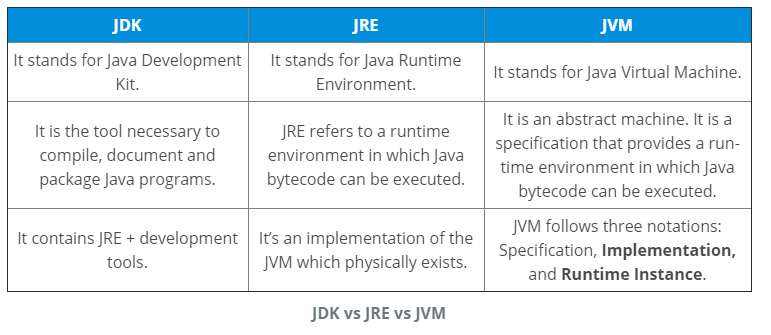 JDK
JRE
JVM
It stands for Java Development
Kit.
It stands for Java Runtime
Environment.
It stands for Java Virtual Machine.
It is the tool necessary to
compile, document and
package Java programs.
JRE refers to a runtime
environment in which Java
bytecode can be executed.
It is an abstract machine. It is a
specification that provides a run-
time environment in which Java
bytecode can be executed.
It contains JRE + development
tools.
It’s an implementation of the
JVM which physically exists.
JVM follows three notations:
Specification, Implementation,
and Runtime Instance.
JDK vs JRE vs JVM